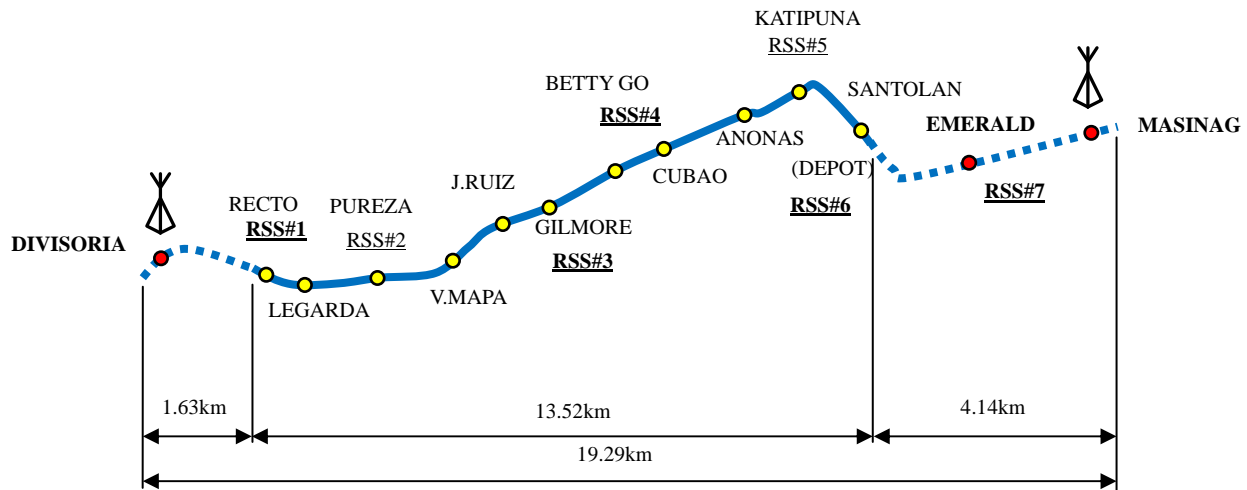 KATIPUNA
RSS#5
BETTY GO
RSS#4
SANTOLAN
EMERALD
MASINAG
ANONAS
CUBAO
(DEPOT)
RSS#6
RSS#7
J.RUIZ
RECTO
RSS#1
PUREZA
RSS#2
GILMORE
RSS#3
DIVISORIA
LEGARDA
V.MAPA
1.63km
13.52km
4.14km
19.29km